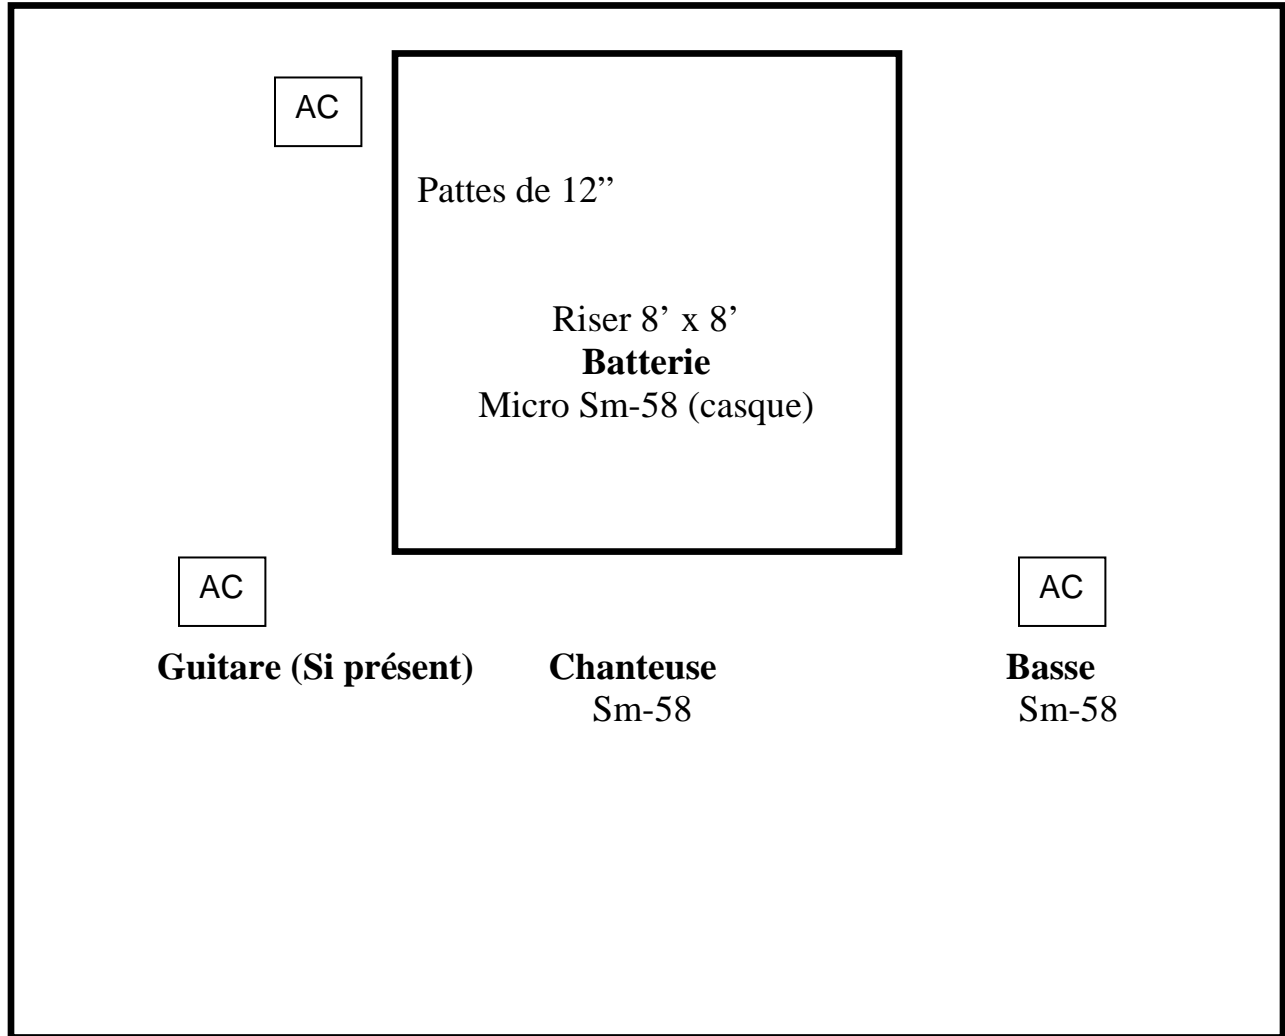 AC
Pattes de 12”
Riser 8’ x 8’
Batterie
Micro Sm-58 (casque)
AC
AC
Guitare (Si présent)
Chanteuse
Sm-58
Basse
Sm-58